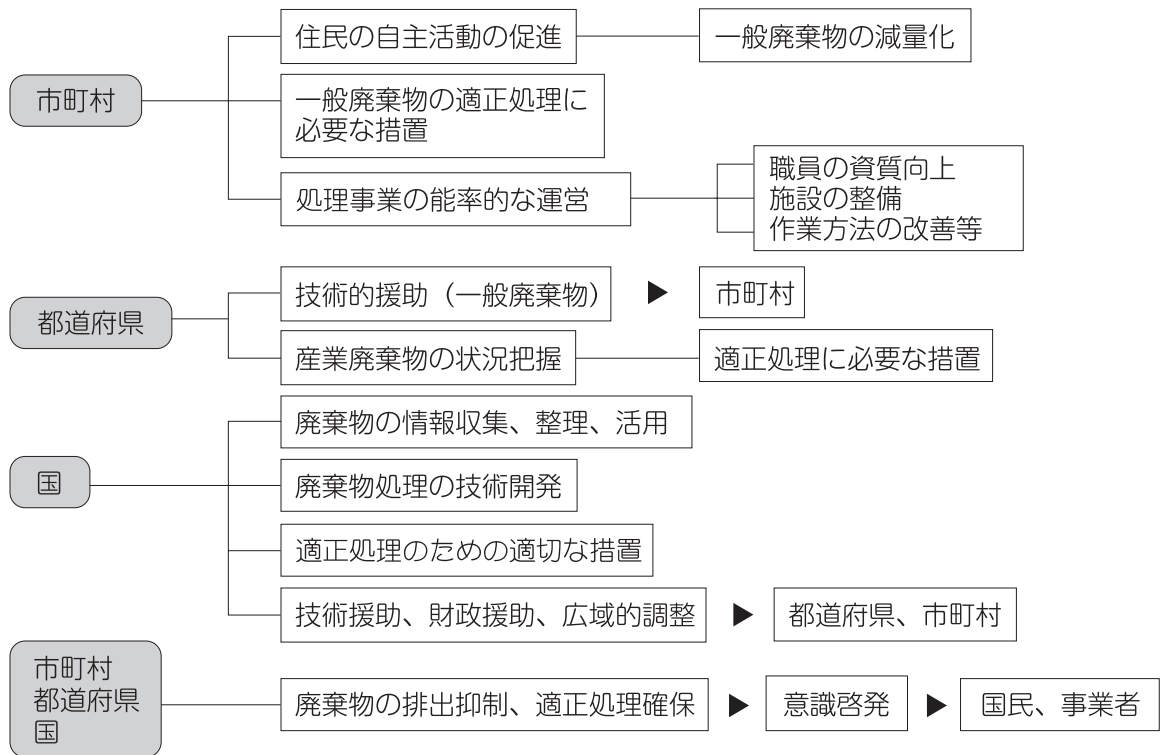 市町村
住民の自主活動の促進
一般廃棄物の減量化
一般廃棄物の適正処理に
必要な措置
処理事業の能率的な運営
職員の資質向上
施設の整備
作業方法の改善等
都道府県
技術的援助（一般廃棄物）
▶
市町村
産業廃棄物の状況把握
適正処理に必要な措置
国
廃棄物の情報収集、整理、活用
廃棄物処理の技術開発
適正処理のための適切な措置
技術援助、財政援助、広域的調整
▶
都道府県、市町村
市町村
都道府県
国
廃棄物の排出抑制、適正処理確保
▶
意識啓発
▶
国民、事業者